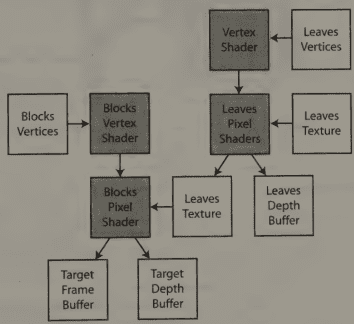 Vertex
Shader
Leaves
Vertices
Blocks
Vertices
Blocks
Vertex
Shader
Leaves
Pixel
Shaders
Leaves
Texture
Blocks
Pixel
Shader
Leaves
Texture
Leaves
Depth
Buffer
Target
Frame
Buffer
Target
Depth
Buffer